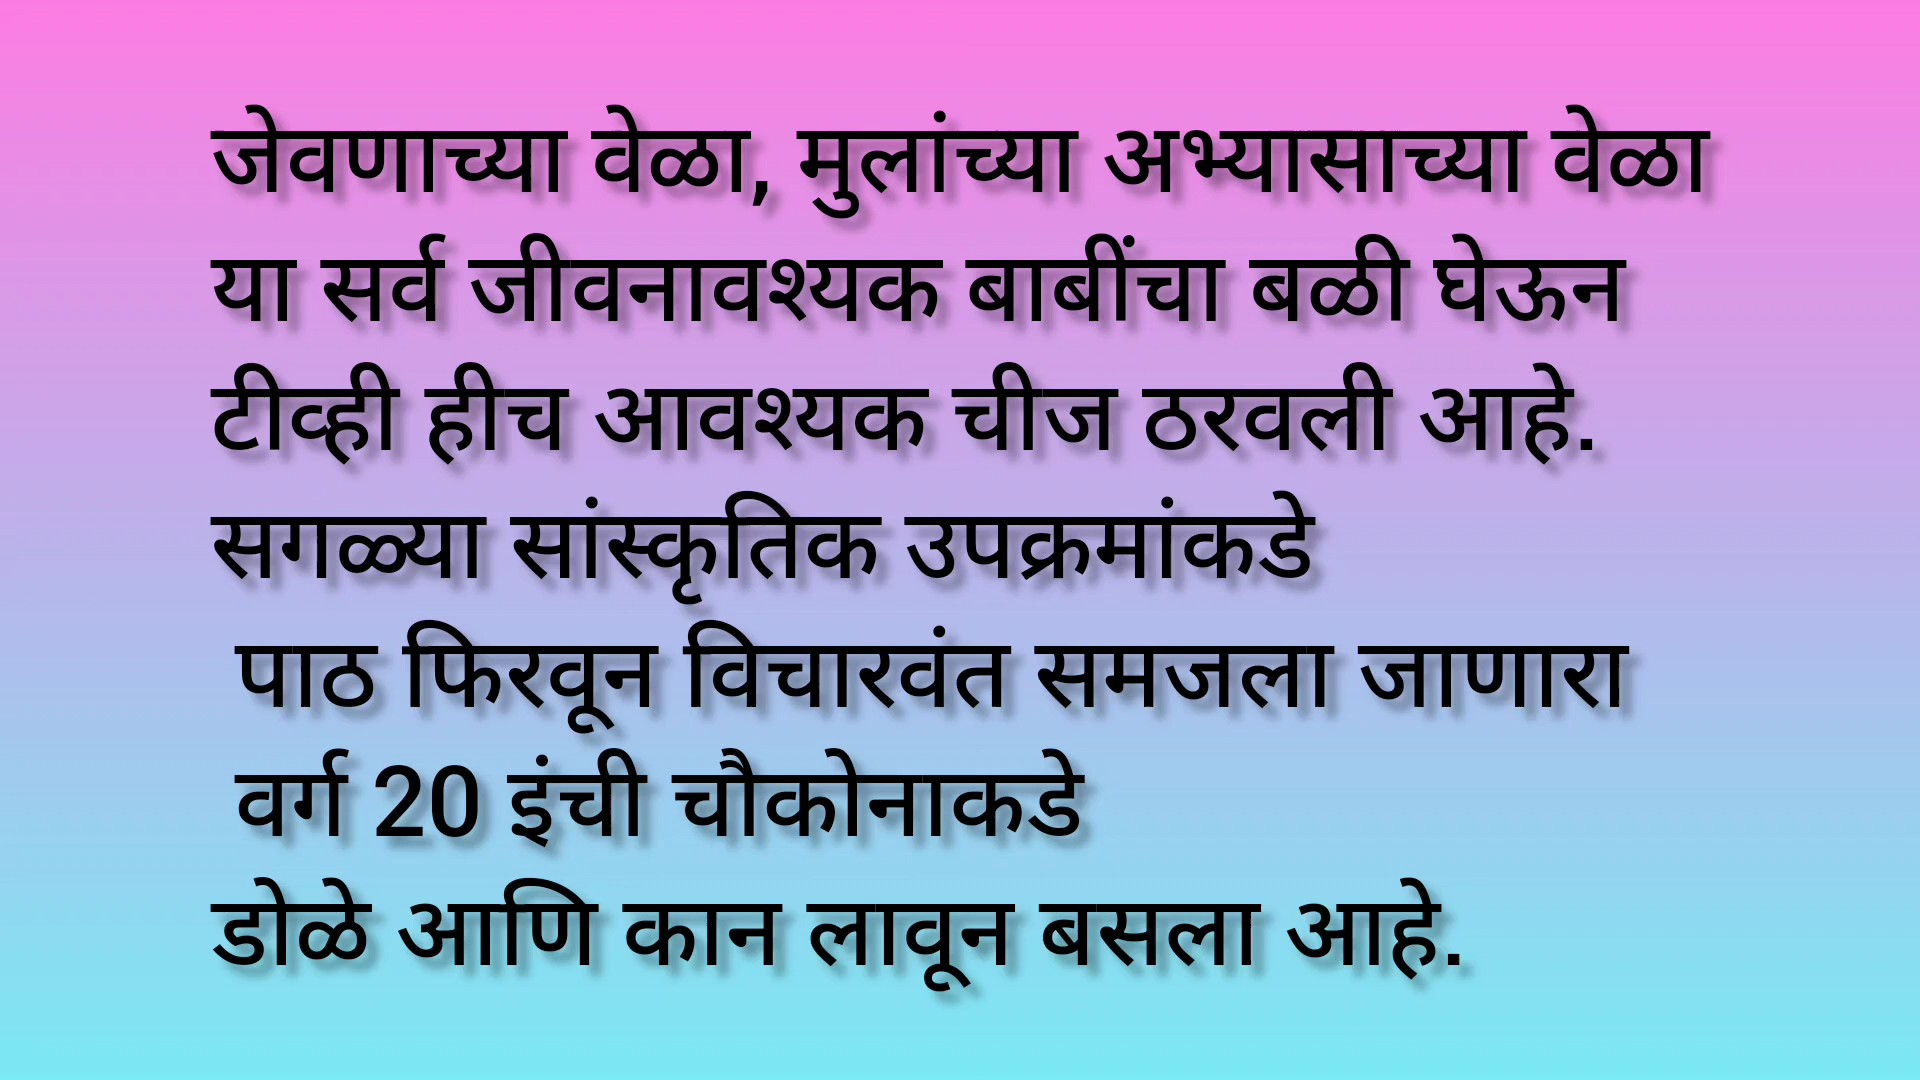 जेवणाच्या वेळा, मुलांच्या अभ्यासाच्या वेळा
या सर्व जीवनावश्यक बाबींचा बळी घेऊन
टीव्ही हीच आवश्यक चीज ठरवली आहे.
सगळ्या सांस्कृतिक उपक्रमांकडे
पाठ फिरवून विचारवंत समजला जाणारा
वर्ग 20 इंची चौकोनाकडे
डोळे आणि कान लावून बसला आहे.